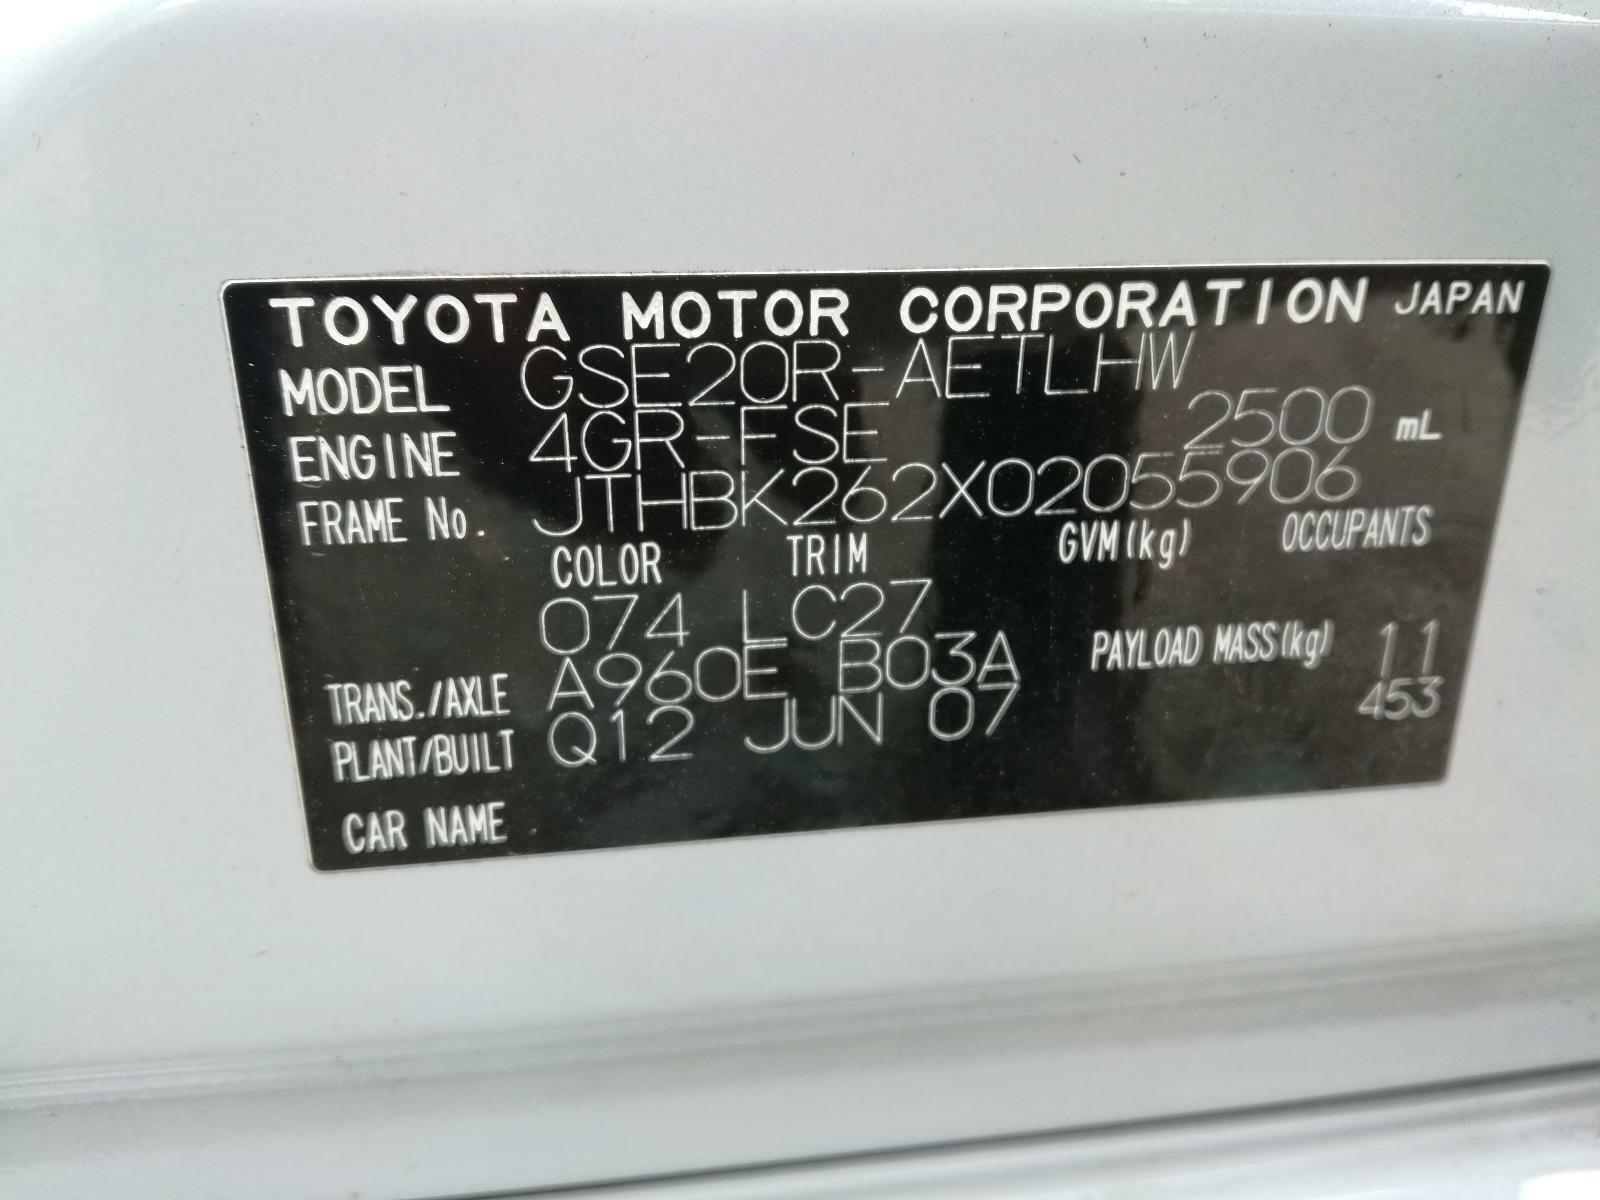 TOYOTA MOTOR CORPORATION JAPAN
MODEL GSE20R-AETLHW
ENGINE 4GR-FSE 2500 mL
FRAME No. JTHBK262X02055906
COLOR TRIM GVM(kg) OCCUPANTS
074 LC27
TRANS./AXLE A960E B03A PAYLOAD MASS(kg) 11
PLANT/BUILT Q12 JUN 07 453
CAR NAME